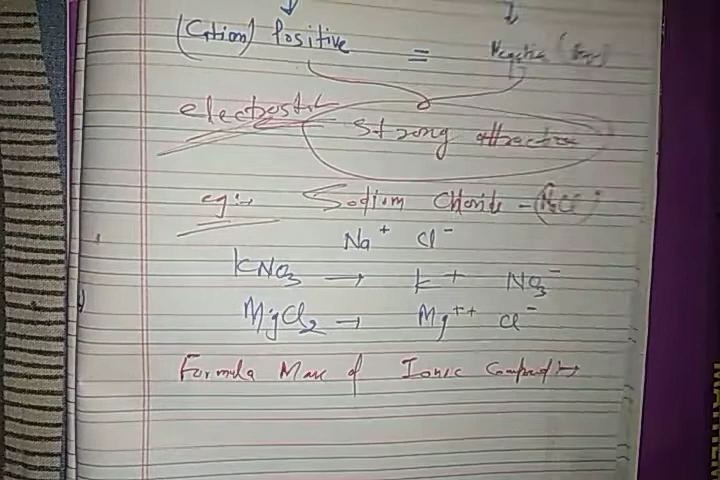 (Cation) Positive = Negative
electrostatic
Strong attraction
eg:- Sodium Chloride - (NaCl)
Na+ Cl-
KNO3 → K+ NO3-
MgCl2 → Mg++ Cl-
Formula Mass of Ionic Compound :→